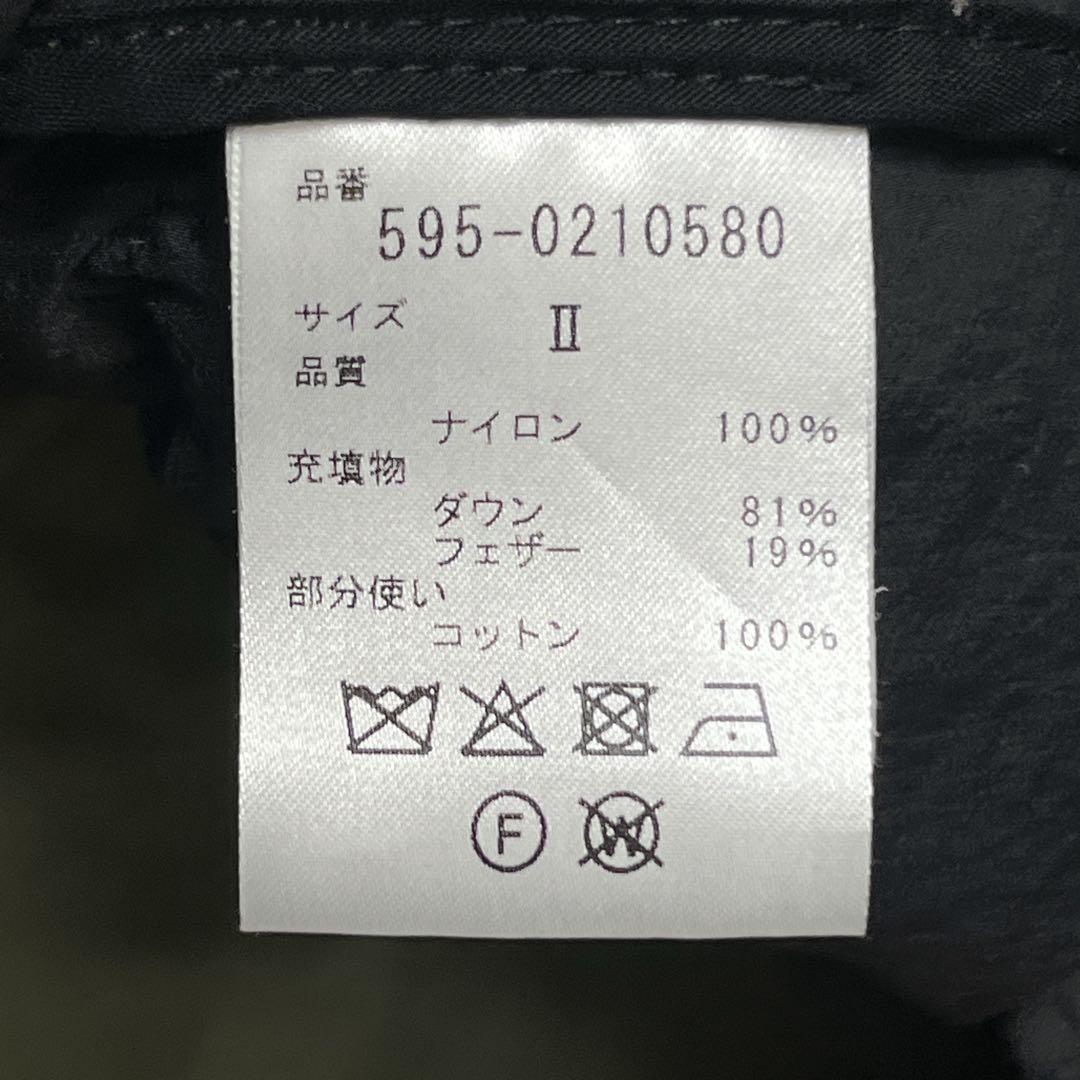 品番
595-0210580
サイズ II
品質
ナイロン 100%
充填物
ダウン 81%
フェザー 19%
部分使い
コットン 100%
F W